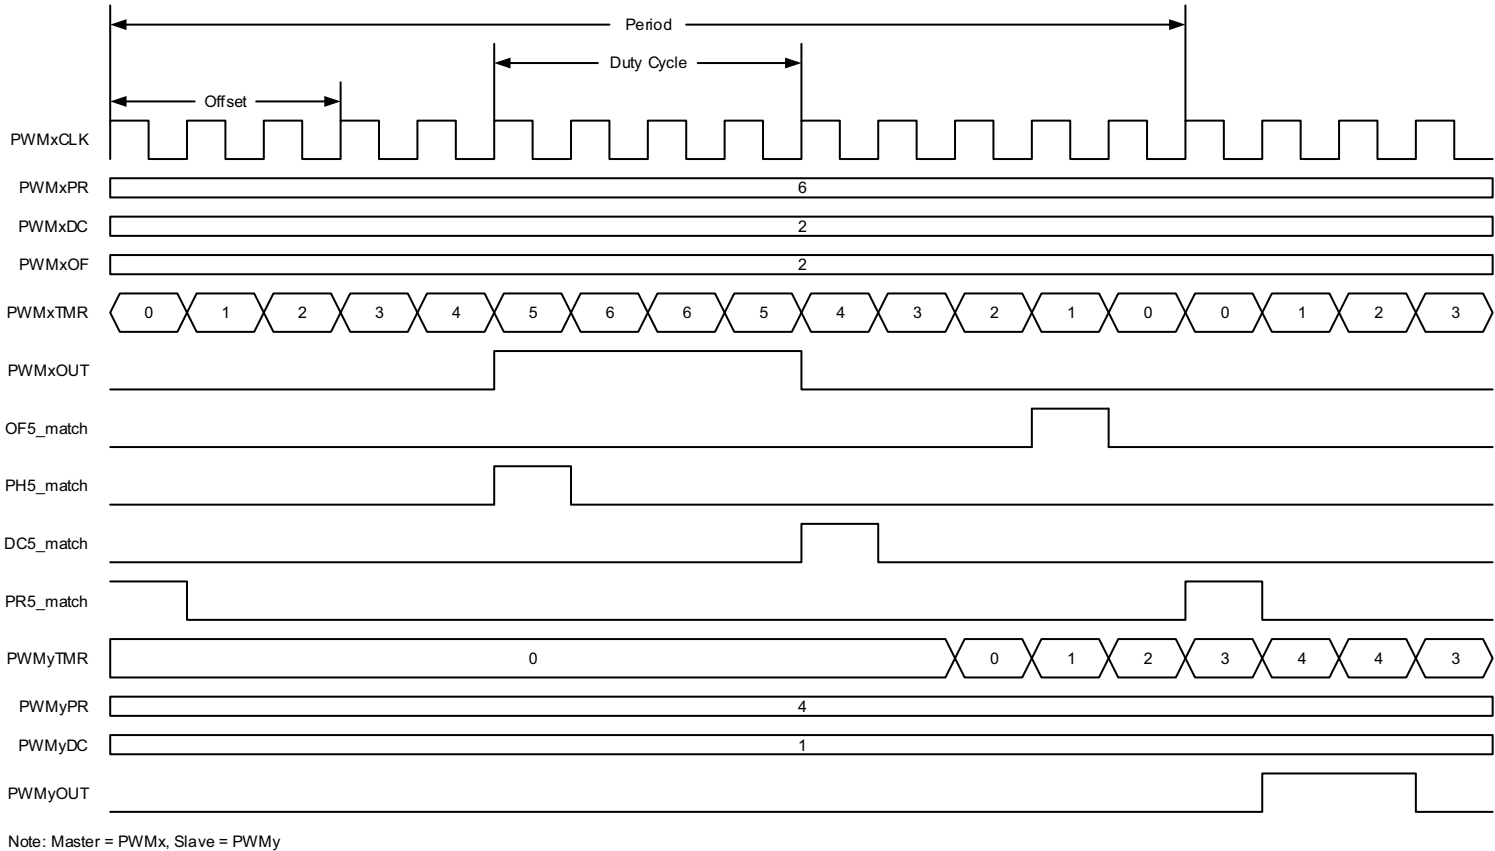 Period
Duty Cycle
Offset
PWMxCLK
PWMxPR 6
PWMxDC 2
PWMxOF 2
PWMxTMR 0 1 2 3 4 5 6 6 5 4 3 2 1 0 0 1 2 3
PWMxOUT
OF5_match
PH5_match
DC5_match
PR5_match
PWMyTMR 0 0 1 2 3 4 4 3
PWMyPR 4
PWMyDC 1
PWMyOUT
Note: Master = PWMx, Slave = PWMy